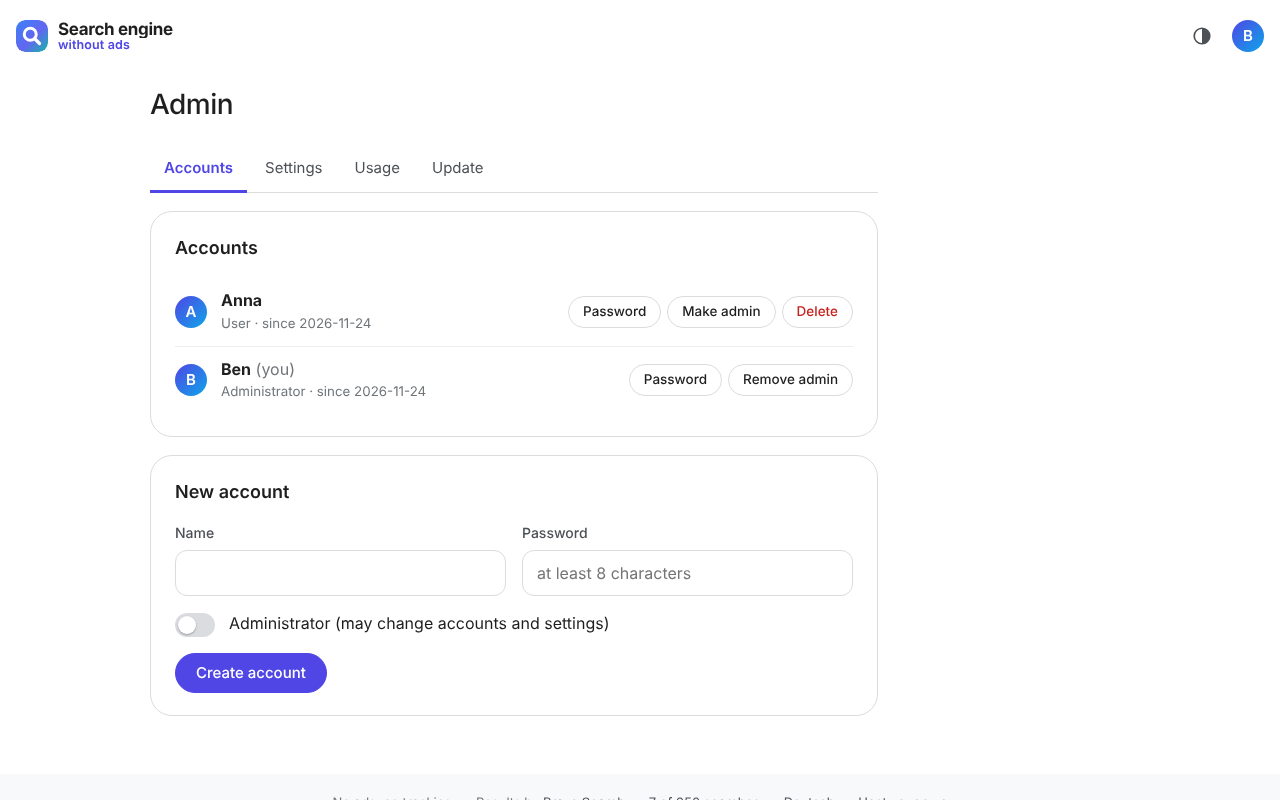 Search engine
without ads
B
Admin
Accounts Settings Usage Update
Accounts
A
Anna
User · since 2026-11-24
Password Make admin Delete
B
Ben (you)
Administrator · since 2026-11-24
Password Remove admin
New account
Name Password
at least 8 characters
Administrator (may change accounts and settings)
Create account